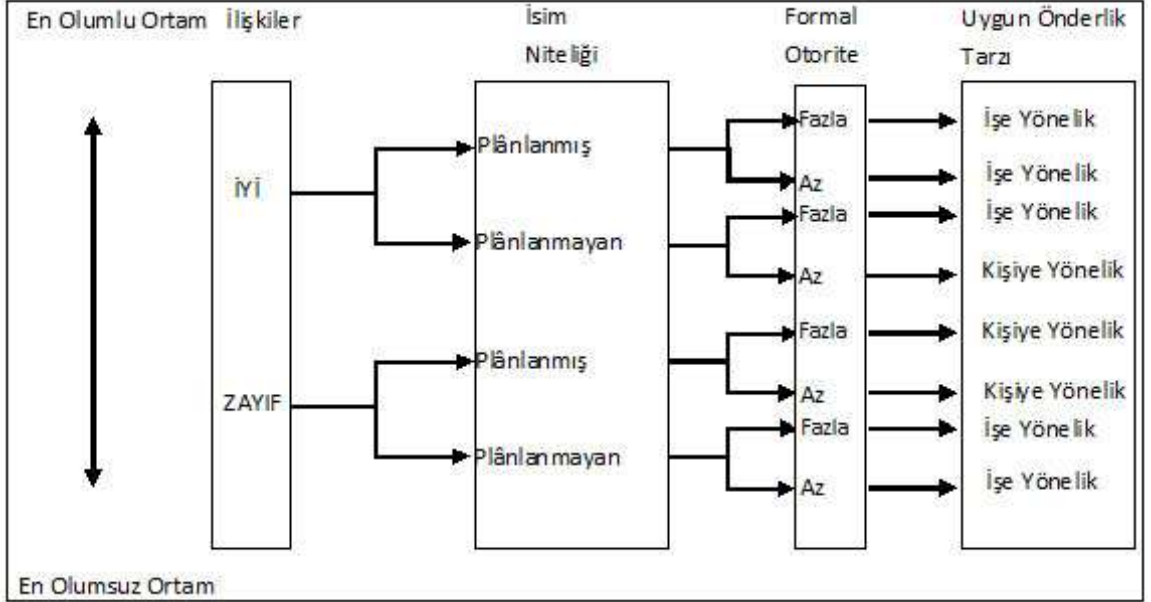 En Olumlu Ortam İlişkiler İsim Formal Uygun Önderlik
Niteliği Otorite Tarzı
Fazla İşe Yönelik
Plânlanmış
Az İşe Yönelik
İYİ
Fazla İşe Yönelik
Plânlanmayan
Az Kişiye Yönelik
Fazla Kişiye Yönelik
Plânlanmış
Az Kişiye Yönelik
ZAYIF
Fazla İşe Yönelik
Plânlanmayan
Az İşe Yönelik
En Olumsuz Ortam